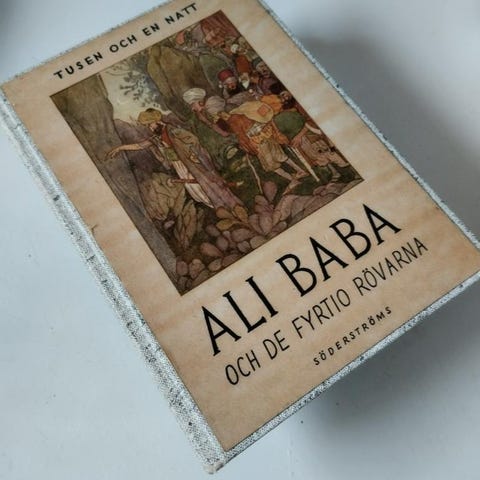 TUSEN OCH EN NATT
ALI BABA
OCH DE FYRTIO RÖVARNA
SÖDERSTRÖMS